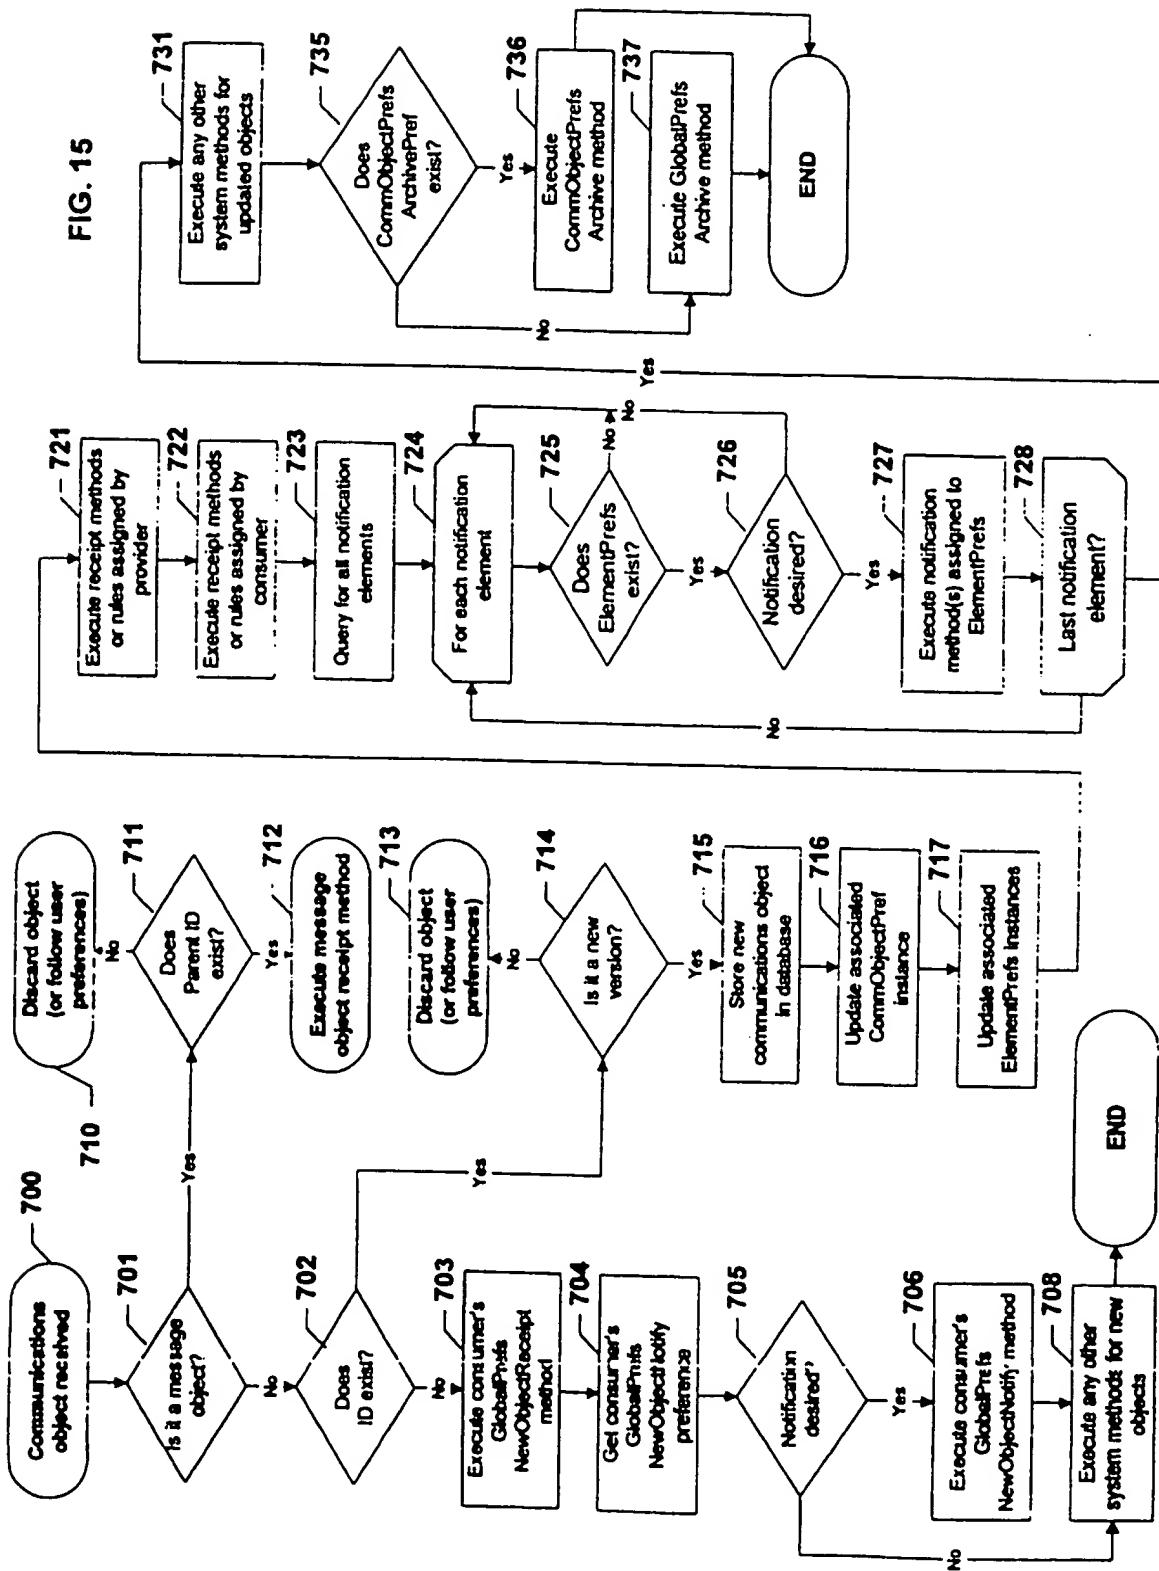 FIG. 15
700
Communications
object received
701
Is it a message
object?
Yes
No
702
Does
ID exist?
Yes
No
703
Execute consumer's
GlobalPrefs
NewObjectReceipt
method
704
Get consumer's
GlobalPrefs
NewObjectNotify
preference
705
Notification
desired"
Yes
No
706
Execute consumer's
GlobalPrefs
NewObjectNotify method
708
Execute any other
system methods for new
objects
END
710
Discard object
(or follow user
preferences)
No
711
Does
Parent ID
exist?
Yes
712
Execute message
object receipt method
713
Discard object
(or follow user
preferences)
No
714
Is it a new
version?
Yes
715
Store new
communications object
in database
716
Update associated
CommObjectPref
instance
717
Update associated
ElementPrefs instances
721
Execute receipt methods
or rules assigned by
provider
722
Execute receipt methods
or rules assigned by
consumer
723
Query for all notification
elements
724
For each notification
element
725
Does
ElementPrefs
exist?
No
No
Yes
726
Notification
desired?
Yes
727
Execute notification
method(s) assigned to
ElementPrefs
728
Last notification
element?
No
Yes
731
Execute any other
system methods for
updated objects
735
Does
CommObjectPrefs
ArchivePref
exist?
Yes
No
736
Execute
CommObjectPrefs
Archive method
737
Execute GlobalPrefs
Archive method
END